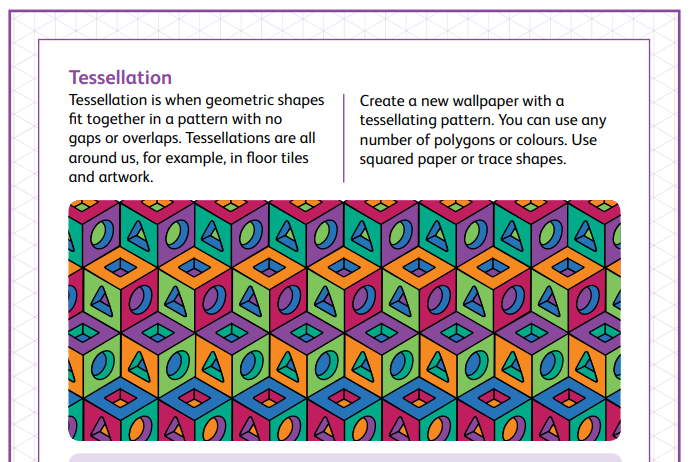 Tessellation
Tessellation is when geometric shapes
fit together in a pattern with no
gaps or overlaps. Tessellations are all
around us, for example, in floor tiles
and artwork.
Create a new wallpaper with a
tessellating pattern. You can use any
number of polygons or colours. Use
squared paper or trace shapes.